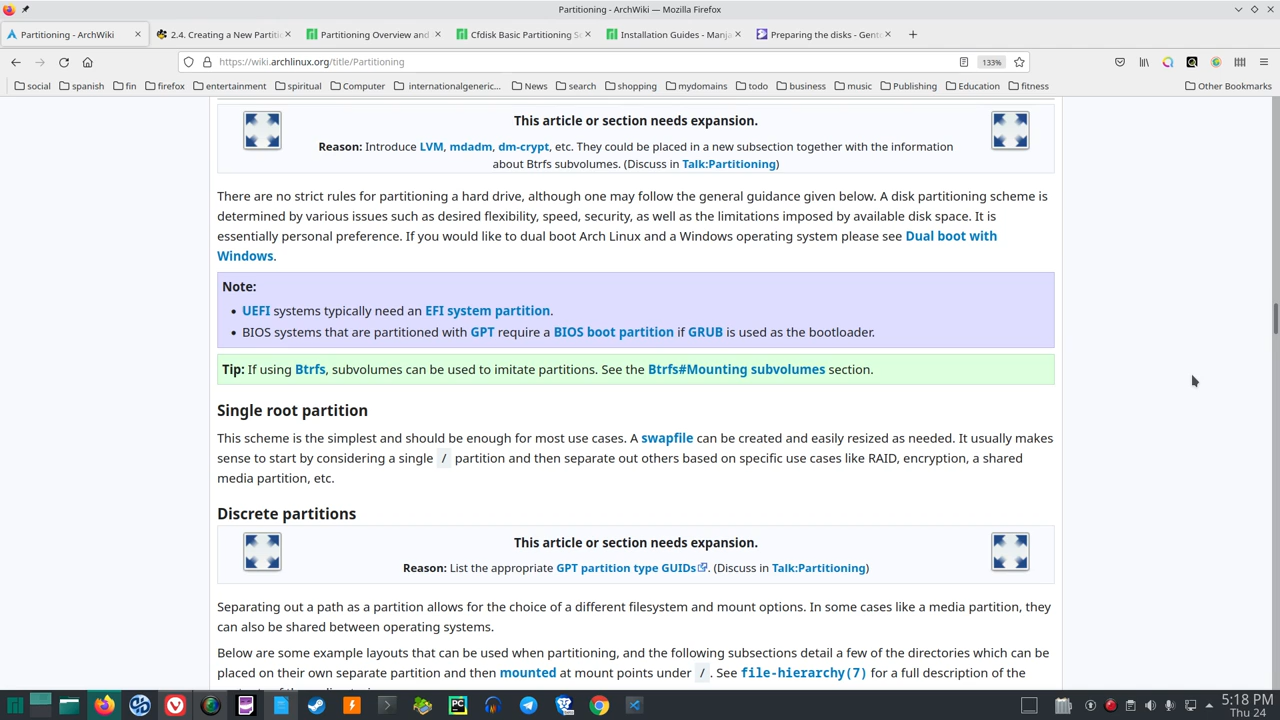 Partitioning - ArchWiki — Mozilla Firefox
Partitioning - ArchWiki
2.4. Creating a New Partiti
Partitioning Overview and
Cfdisk Basic Partitioning S
Installation Guides - Manja
Preparing the disks - Gent
https://wiki.archlinux.org/title/Partitioning
133%
social
spanish
fin
firefox
entertainment
spiritual
Computer
internationalgeneric...
News
search
shopping
mydomains
todo
business
music
Publishing
Education
fitness
Other Bookmarks
This article or section needs expansion.
Reason: Introduce LVM, mdadm, dm-crypt, etc. They could be placed in a new subsection together with the information
about Btrfs subvolumes. (Discuss in Talk:Partitioning)
There are no strict rules for partitioning a hard drive, although one may follow the general guidance given below. A disk partitioning scheme is
determined by various issues such as desired flexibility, speed, security, as well as the limitations imposed by available disk space. It is
essentially personal preference. If you would like to dual boot Arch Linux and a Windows operating system please see Dual boot with
Windows.
Note:
• UEFI systems typically need an EFI system partition.
• BIOS systems that are partitioned with GPT require a BIOS boot partition if GRUB is used as the bootloader.
Tip: If using Btrfs, subvolumes can be used to imitate partitions. See the Btrfs#Mounting subvolumes section.
Single root partition
This scheme is the simplest and should be enough for most use cases. A swapfile can be created and easily resized as needed. It usually makes
sense to start by considering a single / partition and then separate out others based on specific use cases like RAID, encryption, a shared
media partition, etc.
Discrete partitions
This article or section needs expansion.
Reason: List the appropriate GPT partition type GUIDs. (Discuss in Talk:Partitioning)
Separating out a path as a partition allows for the choice of a different filesystem and mount options. In some cases like a media partition, they
can also be shared between operating systems.
Below are some example layouts that can be used when partitioning, and the following subsections detail a few of the directories which can be
placed on their own separate partition and then mounted at mount points under /. See file-hierarchy(7) for a full description of the
5:18 PM
Thu 24